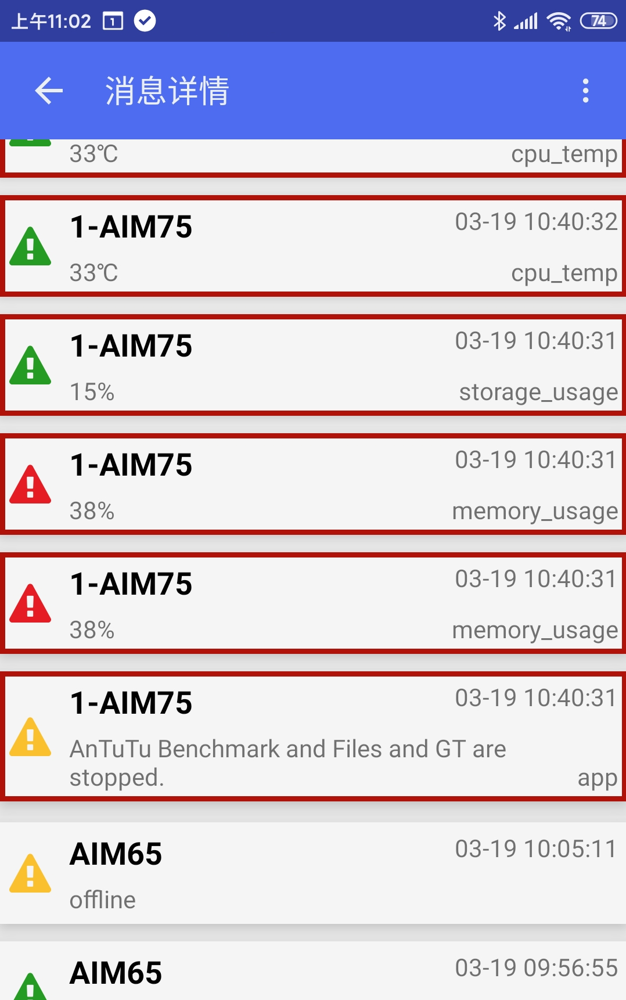 上午11:02 1 74
消息详情
33℃ cpu_temp
1-AIM75 03-19 10:40:32
33℃ cpu_temp
1-AIM75 03-19 10:40:31
15% storage_usage
1-AIM75 03-19 10:40:31
38% memory_usage
1-AIM75 03-19 10:40:31
38% memory_usage
1-AIM75 03-19 10:40:31
AnTuTu Benchmark and Files and GT are
stopped. app
AIM65 03-19 10:05:11
offline
AIM65 03-19 09:56:55